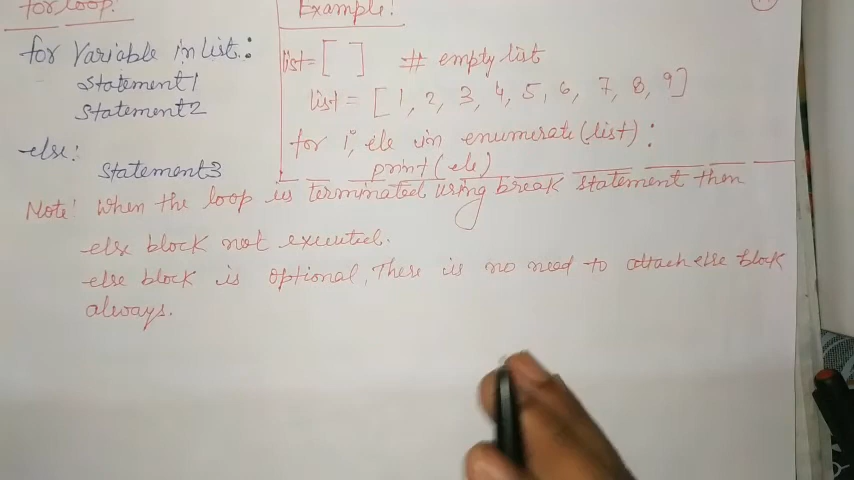 for loop:
for Variable in list:
statement1
statement2
else:
statement3
Example:
list= [ ] # empty list
list = [1, 2, 3, 4, 5, 6, 7, 8, 9]
for i, ele in enumerate(list):
print(ele)
Note: When the loop is terminated using break statement then
else block not executed.
else block is optional, There is no need to attach else block
always.